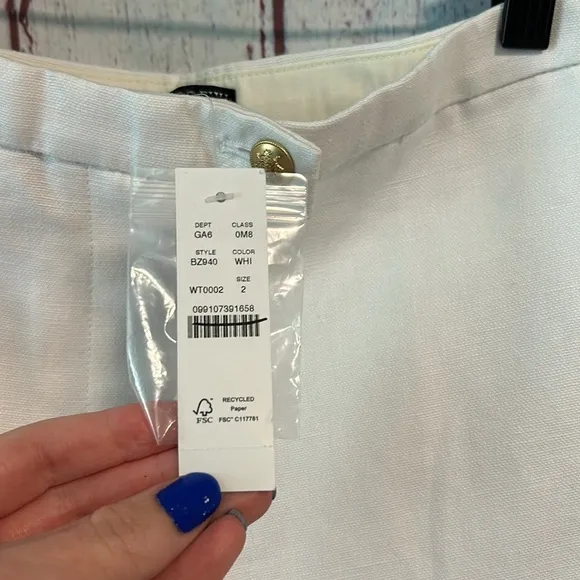 DEPT CLASS
GA6 0M8
STYLE COLOR
BZ940 WHI
SIZE
WT0002 2
099107391658
RECYCLED
Paper
FSC® C117781
FSC